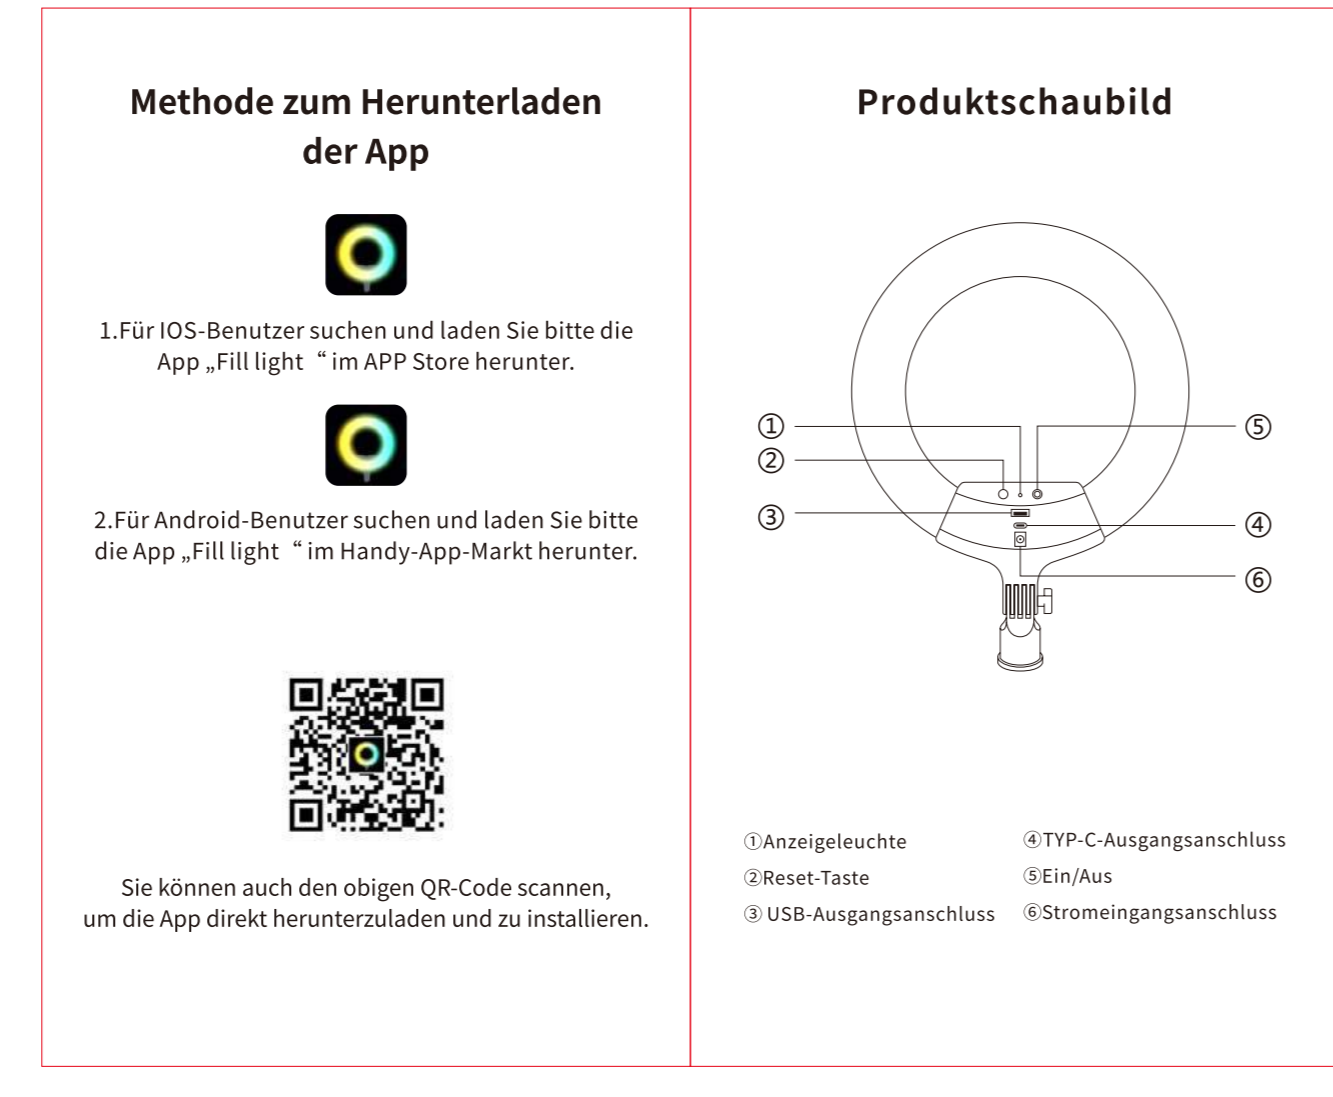 Methode zum Herunterladen
der App
1.Für IOS-Benutzer suchen und laden Sie bitte die
App „Fill light “ im APP Store herunter.
2.Für Android-Benutzer suchen und laden Sie bitte
die App „Fill light “ im Handy-App-Markt herunter.
Sie können auch den obigen QR-Code scannen,
um die App direkt herunterzuladen und zu installieren.
Produktschaubild
①
②
③
⑤
④
⑥
①Anzeigeleuchte
②Reset-Taste
③ USB-Ausgangsanschluss
④TYP-C-Ausgangsanschluss
⑤Ein/Aus
⑥Stromeingangsanschluss